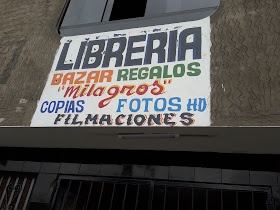 LIBRERIA
BAZAR REGALOS
"Milagros"
COPIAS FOTOS HD
FILMACIONES